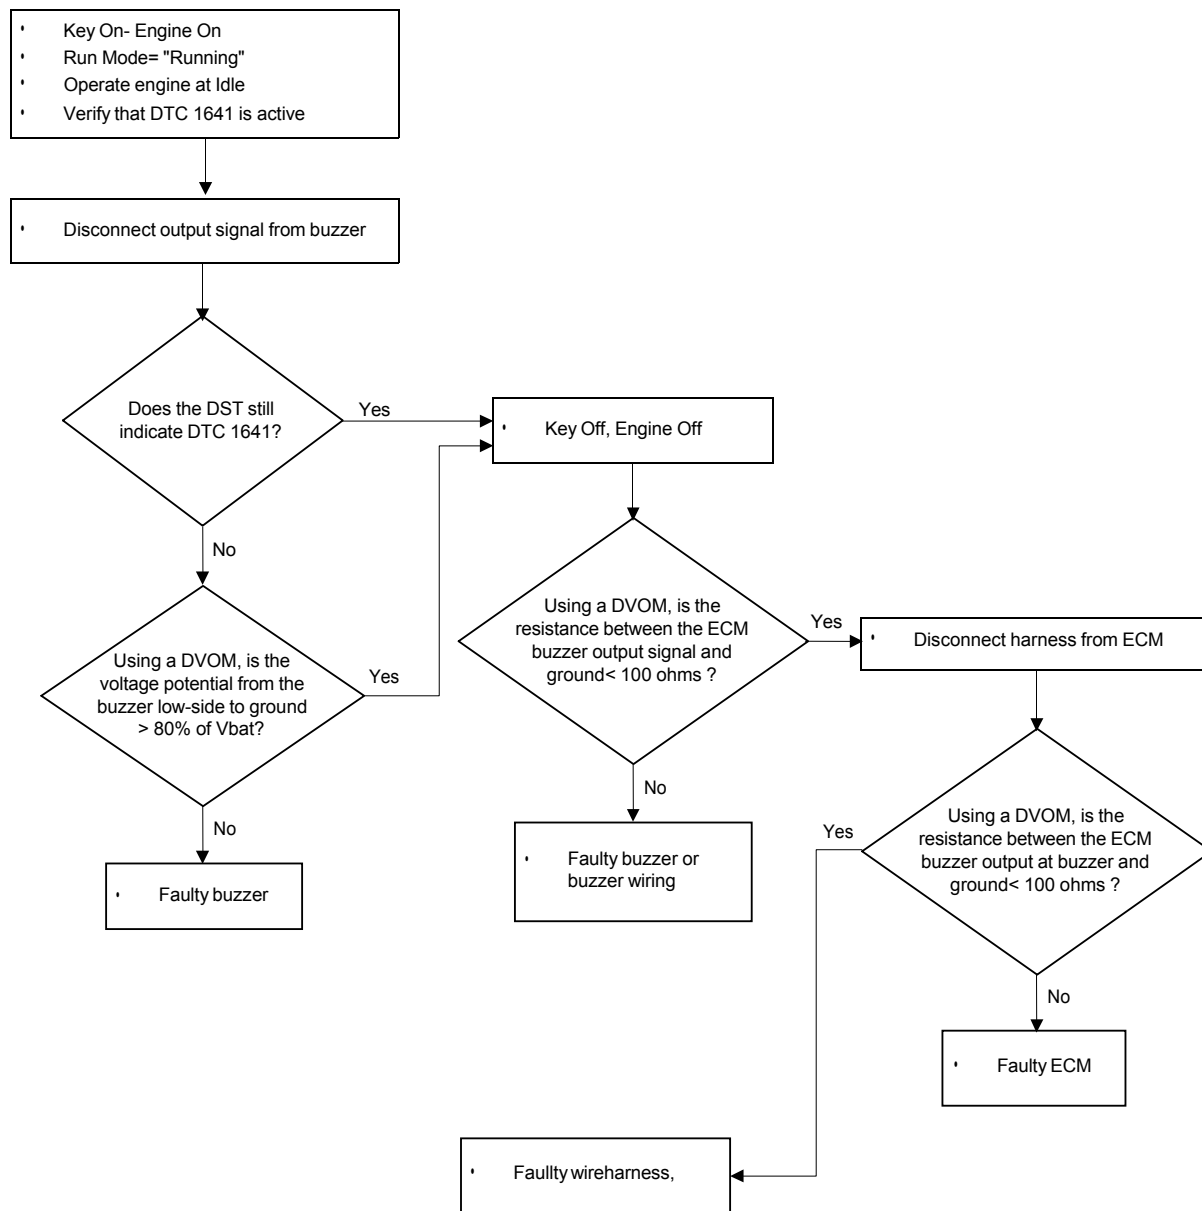 • Key On- Engine On
• Run Mode= "Running"
• Operate engine at Idle
• Verify that DTC 1641 is active
• Disconnect output signal from buzzer
Does the DST still
indicate DTC 1641?
Yes
No
• Key Off, Engine Off
Using a DVOM, is the
voltage potential from the
buzzer low-side to ground
> 80% of Vbat?
Yes
No
• Faulty buzzer
Using a DVOM, is the
resistance between the ECM
buzzer output signal and
ground< 100 ohms ?
Yes
No
• Faulty buzzer or
buzzer wiring
• Disconnect harness from ECM
Using a DVOM, is the
resistance between the ECM
buzzer output at buzzer and
ground< 100 ohms ?
Yes
No
• Faulty ECM
• Faullty wireharness,